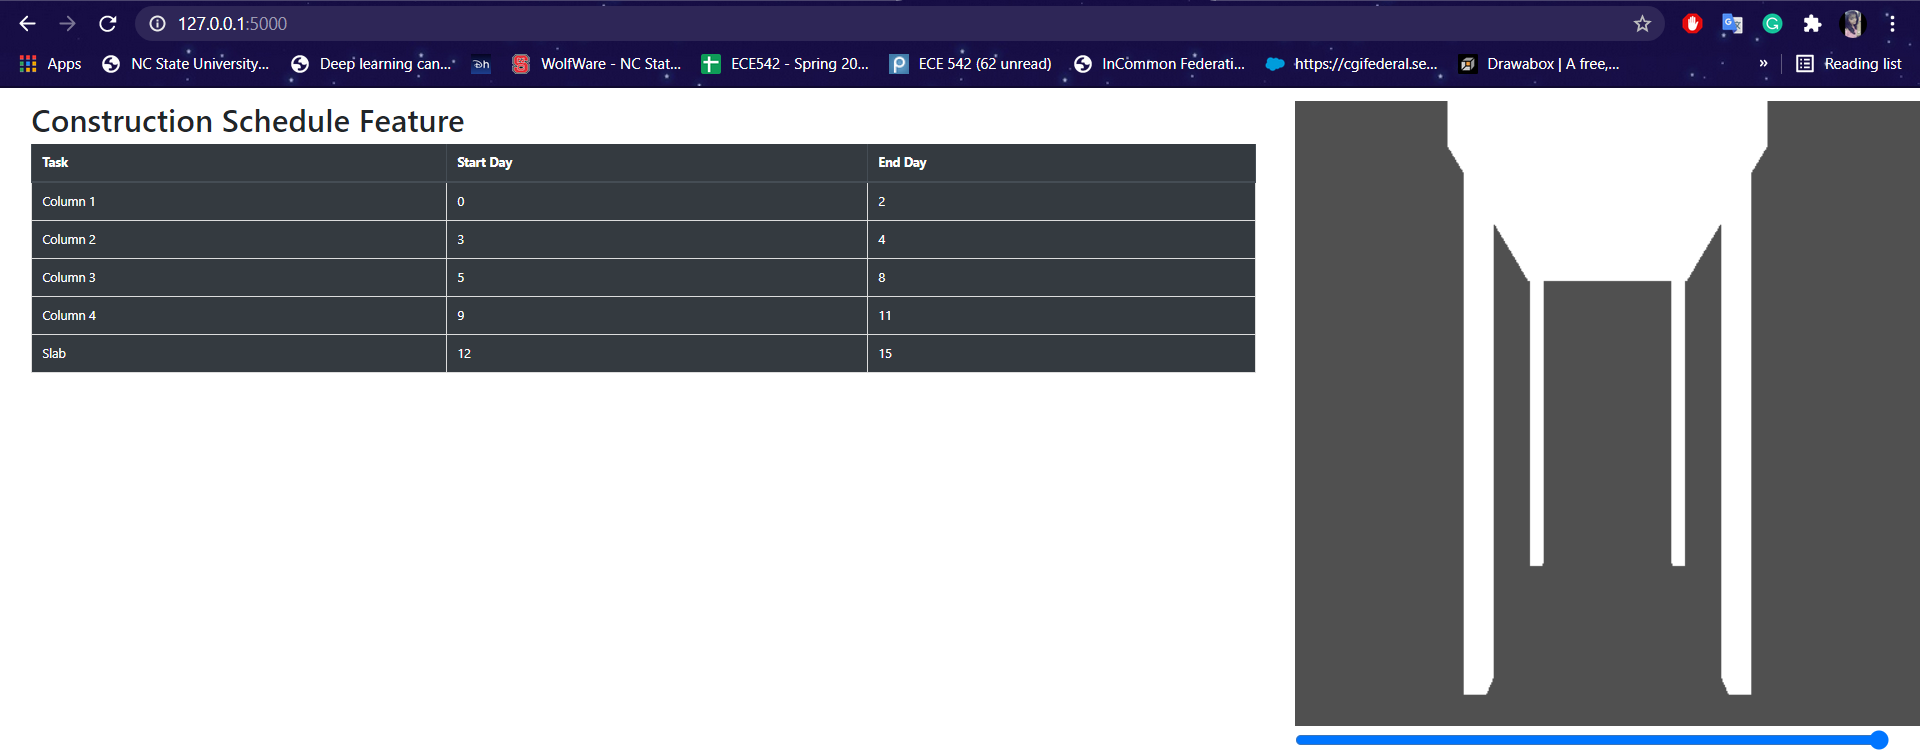 127.0.0.1:5000
Apps NC State University... Deep learning can... Dh WolfWare - NC Stat... ECE542 - Spring 20... ECE 542 (62 unread) InCommon Federati... https://cgifederal.se... Drawabox | A free,... » Reading list
Construction Schedule Feature
Task Start Day End Day
Column 1 0 2
Column 2 3 4
Column 3 5 8
Column 4 9 11
Slab 12 15